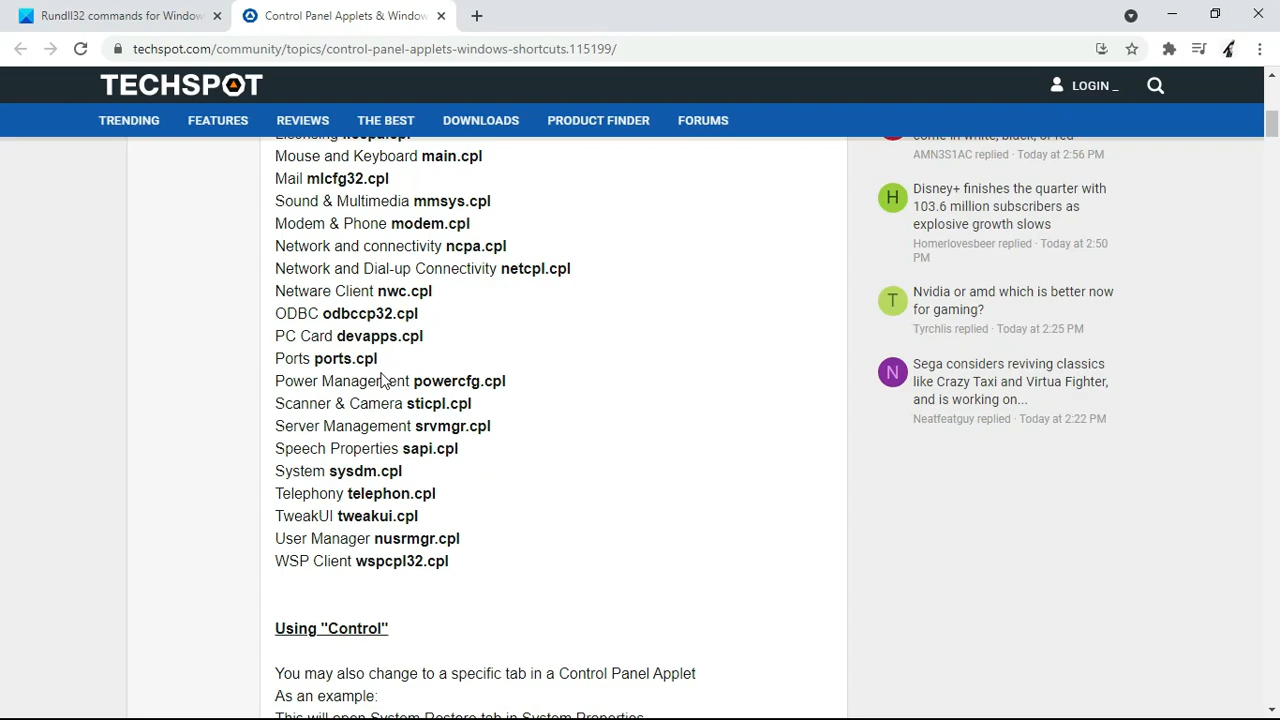 Rundll32 commands for Window
Control Panel Applets & Window
techspot.com/community/topics/control-panel-applets-windows-shortcuts.115199/
TECHSPOT
LOGIN _
TRENDING FEATURES REVIEWS THE BEST DOWNLOADS PRODUCT FINDER FORUMS
Mouse and Keyboard main.cpl
Mail mlcfg32.cpl
Sound & Multimedia mmsys.cpl
Modem & Phone modem.cpl
Network and connectivity ncpa.cpl
Network and Dial-up Connectivity netcpl.cpl
Netware Client nwc.cpl
ODBC odbccp32.cpl
PC Card devapps.cpl
Ports ports.cpl
Power Management powercfg.cpl
Scanner & Camera sticpl.cpl
Server Management srvmgr.cpl
Speech Properties sapi.cpl
System sysdm.cpl
Telephony telephon.cpl
TweakUI tweakui.cpl
User Manager nusrmgr.cpl
WSP Client wspcpl32.cpl
Using "Control"
You may also change to a specific tab in a Control Panel Applet
As an example:
This will open System Restore tab in System Properties
come in white, black, or red
AMN3S1AC replied · Today at 2:56 PM
H
Disney+ finishes the quarter with
103.6 million subscribers as
explosive growth slows
Homerlovesbeer replied · Today at 2:50
PM
T
Nvidia or amd which is better now
for gaming?
Tyrchlis replied · Today at 2:25 PM
N
Sega considers reviving classics
like Crazy Taxi and Virtua Fighter,
and is working on...
Neatfeatguy replied · Today at 2:22 PM